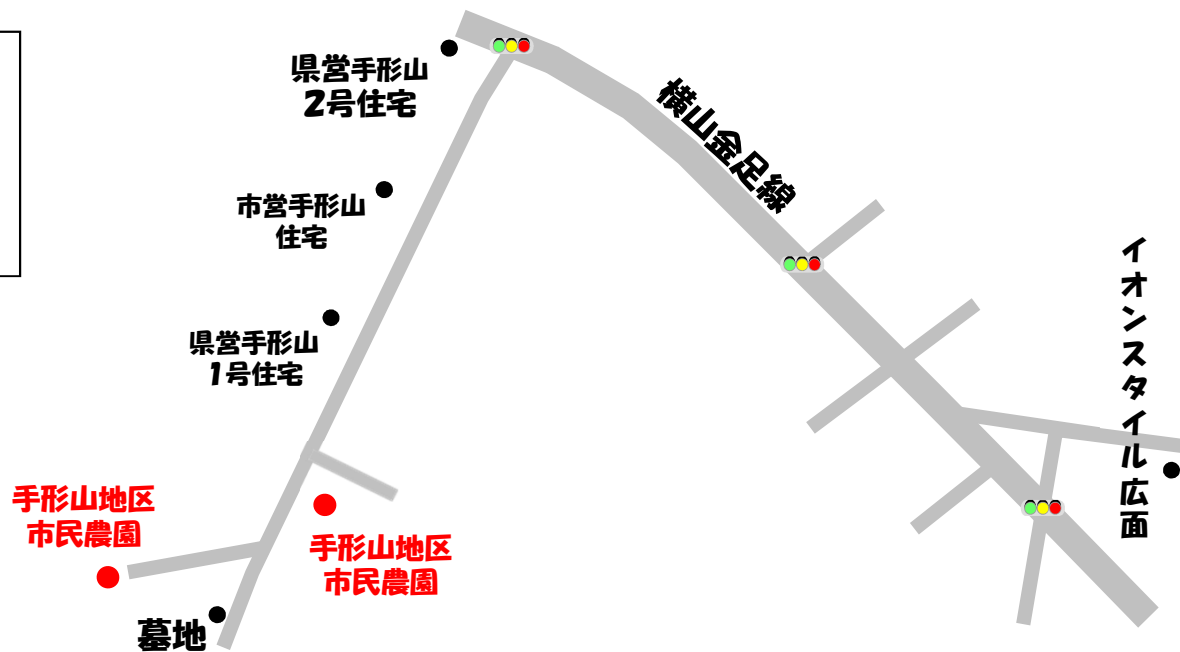 県営手形山
2号住宅
横山金足線
市営手形山
住宅
イオンスタイル広面
県営手形山
1号住宅
手形山地区
市民農園
手形山地区
市民農園
墓地